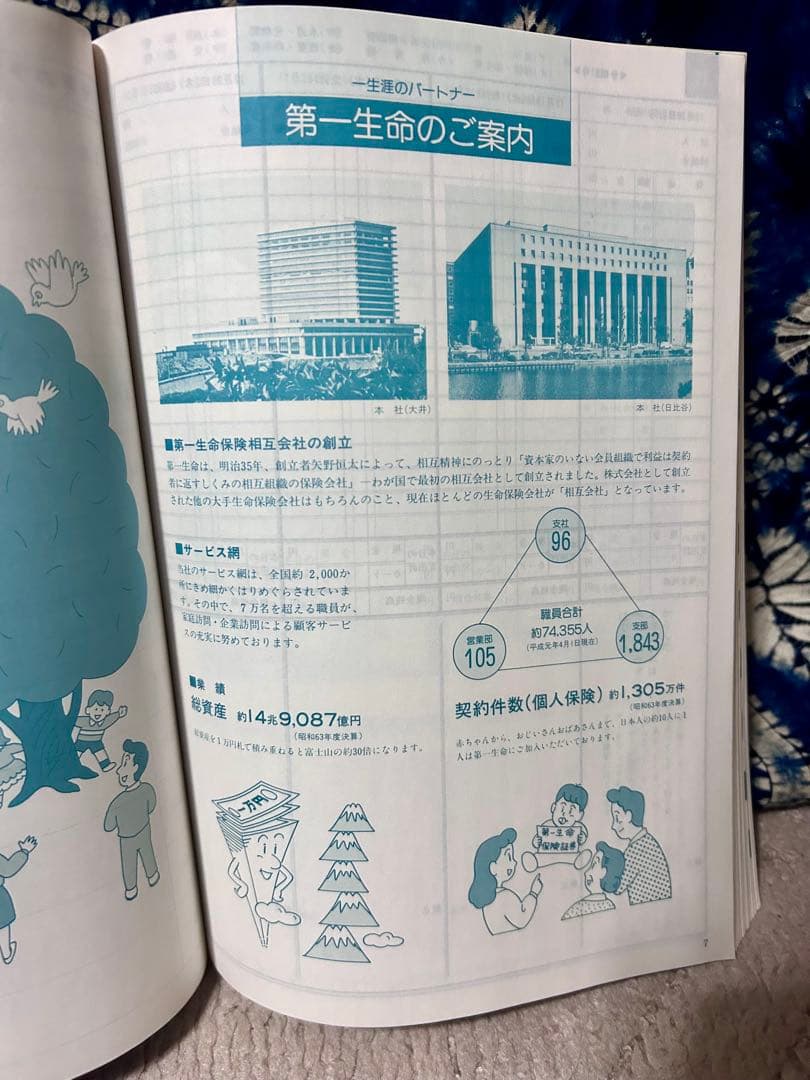 一生涯のパートナー
第一生命のご案内
本　社(大井)
本　社(日比谷)
■第一生命保険相互会社の創立
第一生命は、明治35年、創立者矢野恒太によって、相互精神にのっとり「資本家のいない会員組織で利益は契約
者に返すしくみの相互組織の保険会社」—わが国で最初の相互会社として創立されました。株式会社として創立
された他の大手生命保険会社はもちろんのこと、現在ほとんどの生命保険会社が「相互会社」となっています。
■サービス網
当社のサービス網は、全国約 2,000か
所にきめ細かくはりめぐらされていま
す。その中で、7万名を超える職員が、
家庭訪問・企業訪問による顧客サービ
スの充実に努めております。
支社
96
職員合計
約74,355人
(平成元年4月1日現在)
営業部
105
支部
1,843
■業　績
総資産 約14兆9,087億円
(昭和63年度決算)
総資産を1万円札で積み重ねると富士山の約30倍になります。
契約件数(個人保険) 約1,305万件
(昭和63年度決算)
赤ちゃんから、おじいさんおばあさんまで、日本人の約10人に1
人は第一生命にご加入いただいております。
一万円
第一生命
保険証券
7